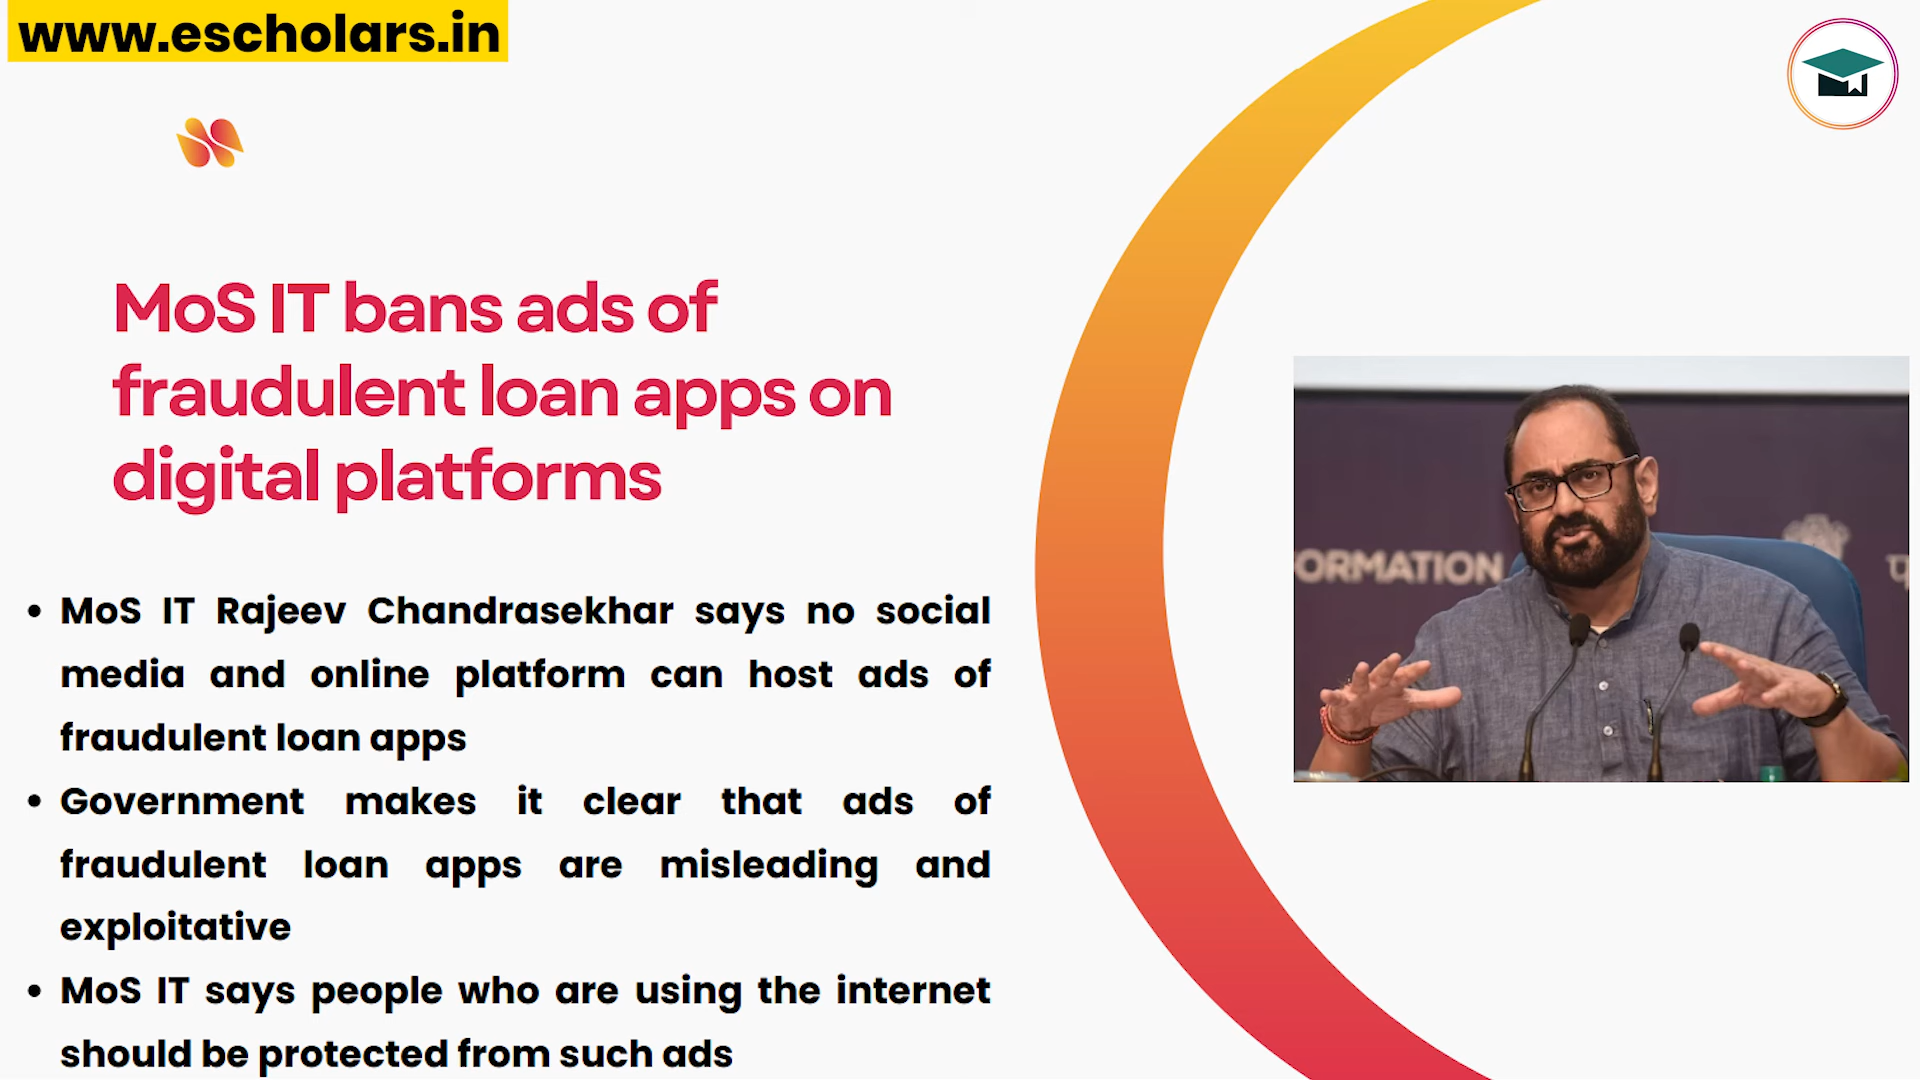 www.escholars.in
MoS IT bans ads of
fraudulent loan apps on
digital platforms
• MoS IT Rajeev Chandrasekhar says no social
media and online platform can host ads of
fraudulent loan apps
• Government makes it clear that ads of
fraudulent loan apps are misleading and
exploitative
• MoS IT says people who are using the internet
should be protected from such ads
ORMATION